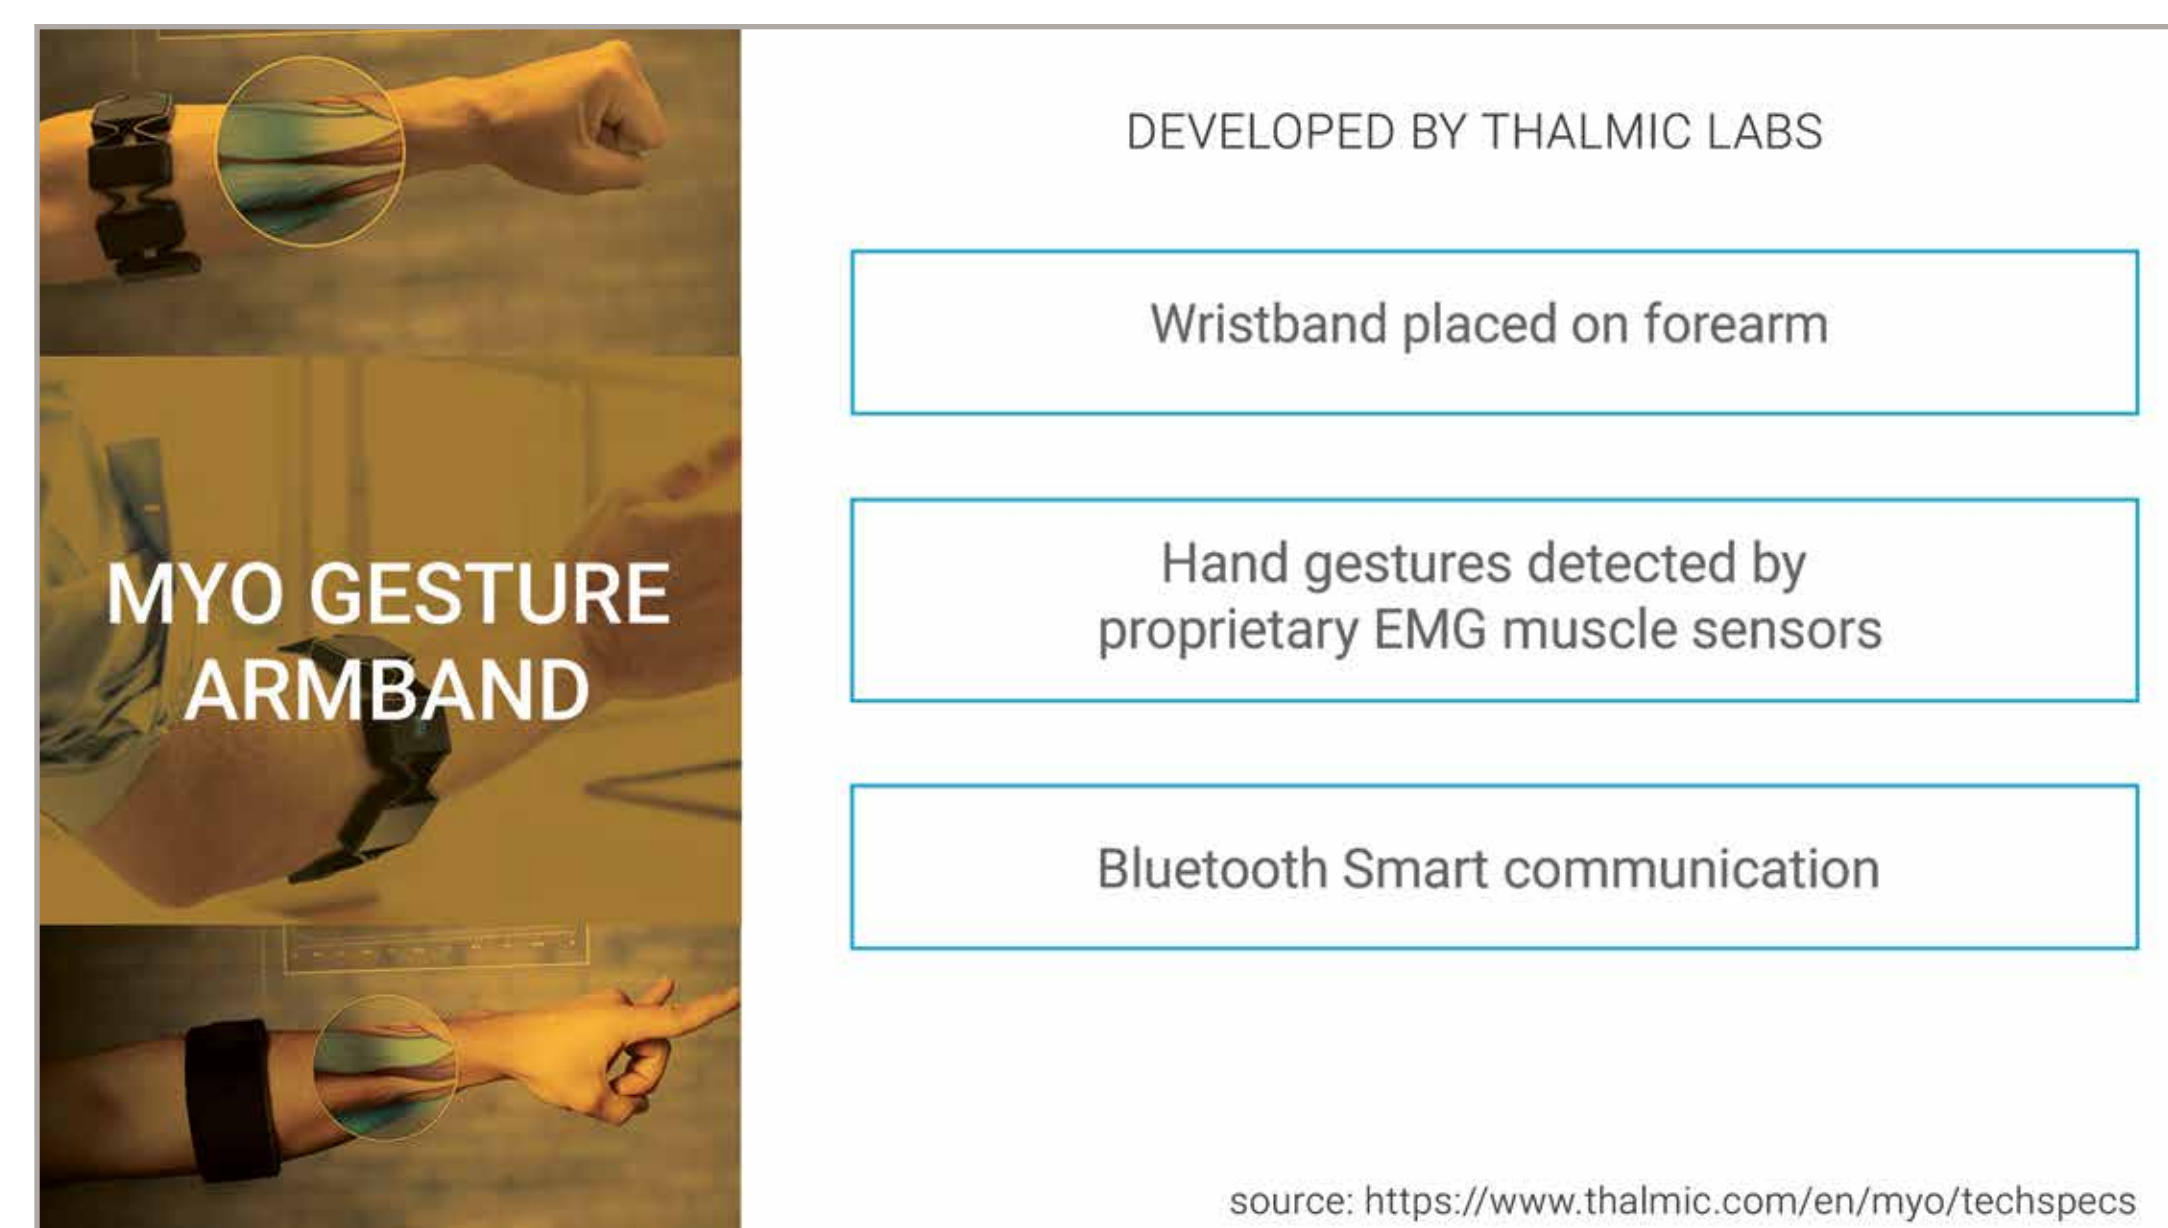 MYO GESTURE
ARMBAND
DEVELOPED BY THALMIC LABS
Wristband placed on forearm
Hand gestures detected by
proprietary EMG muscle sensors
Bluetooth Smart communication
source: https://www.thalmic.com/en/myo/techspecs